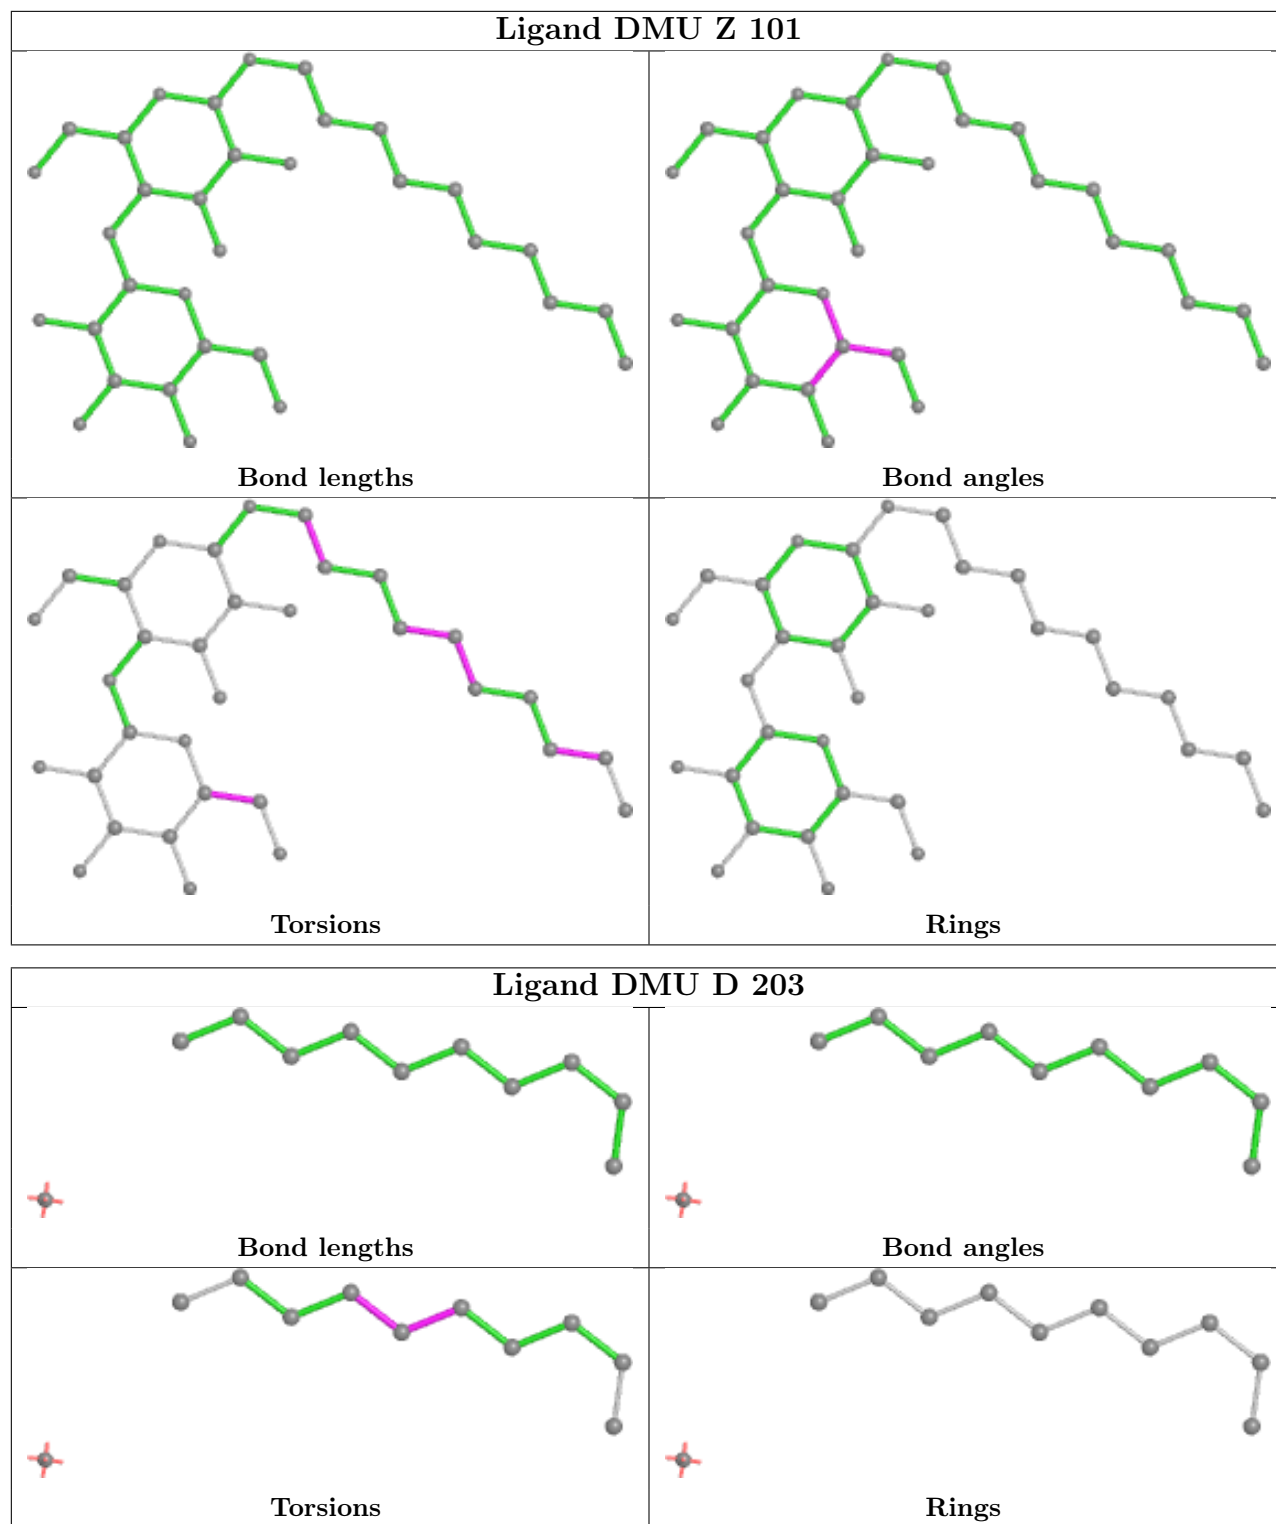 Ligand DMU Z 101
Bond lengths
Bond angles
Torsions
Rings
Ligand DMU D 203
Bond lengths
Bond angles
Torsions
Rings